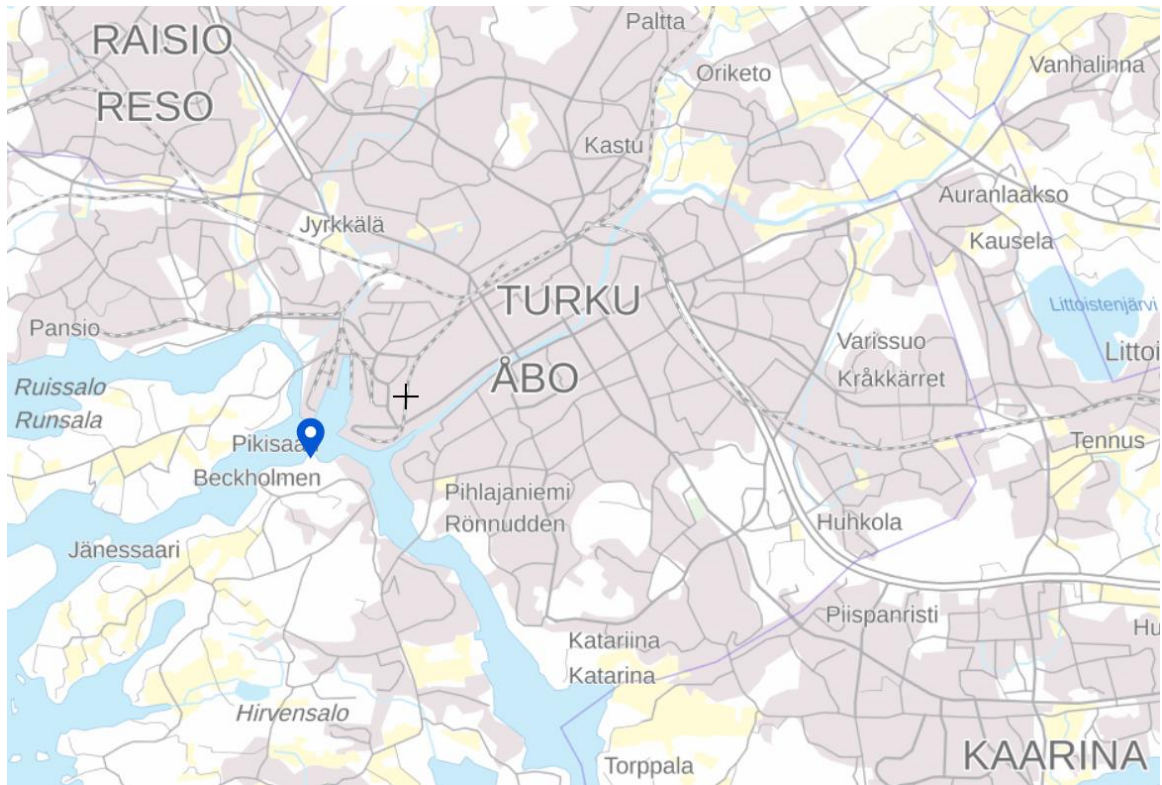 Paltta
RAISIO
Vanhalinna
Oriketo
RESO
Kastu
Auranlaakso
Jyrkkälä
Kausela
TURKU
Littoistenjärvi
Pansio
Varissuo
Littoi
ÅBO
Kråkkärret
Ruissalo
Runsala
Pikisaa
Tennus
Beckholmen
Pihlajaniemi
Rönnudden
Huhkola
Jänessaari
Piispanristi
Hu
Katariina
Katarina
Hirvensalo
KAARINA
Torppala